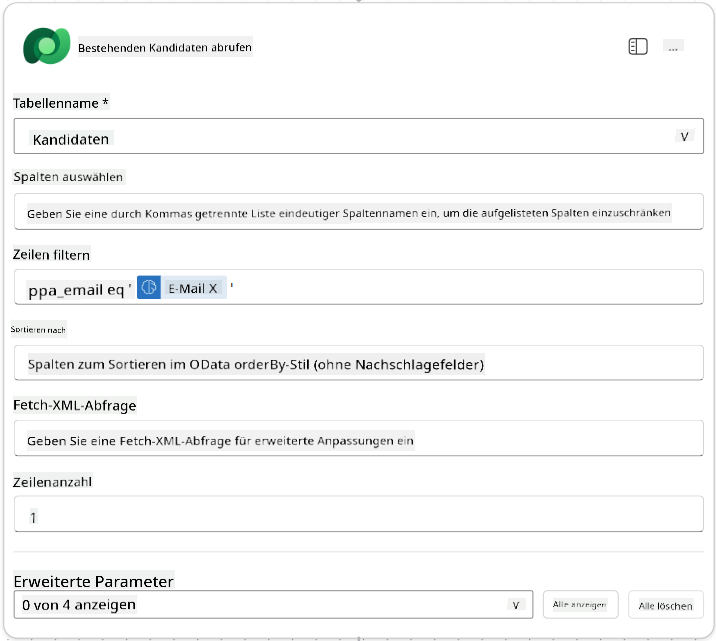 Bestehenden Kandidaten abrufen
...
Tabellenname *
Kandidaten
Spalten auswählen
Geben Sie eine durch Kommas getrennte Liste eindeutiger Spaltennamen ein, um die aufgelisteten Spalten einzuschränken
Zeilen filtern
ppa_email eq ' E-Mail X '
Sortieren nach
Spalten zum Sortieren im OData orderBy-Stil (ohne Nachschlagefelder)
Fetch-XML-Abfrage
Geben Sie eine Fetch-XML-Abfrage für erweiterte Anpassungen ein
Zeilenanzahl
1
Erweiterte Parameter
0 von 4 anzeigen V Alle anzeigen Alle löschen